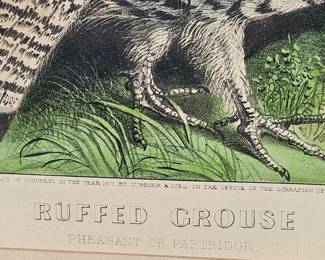 OF CONGRESS IN THE YEAR 1871, BY CURRIER & IVES, IN THE OFFICE OF THE LIBRARIAN OF
RUFFED GROUSE
PHEASANT OR PARTRIDGE.